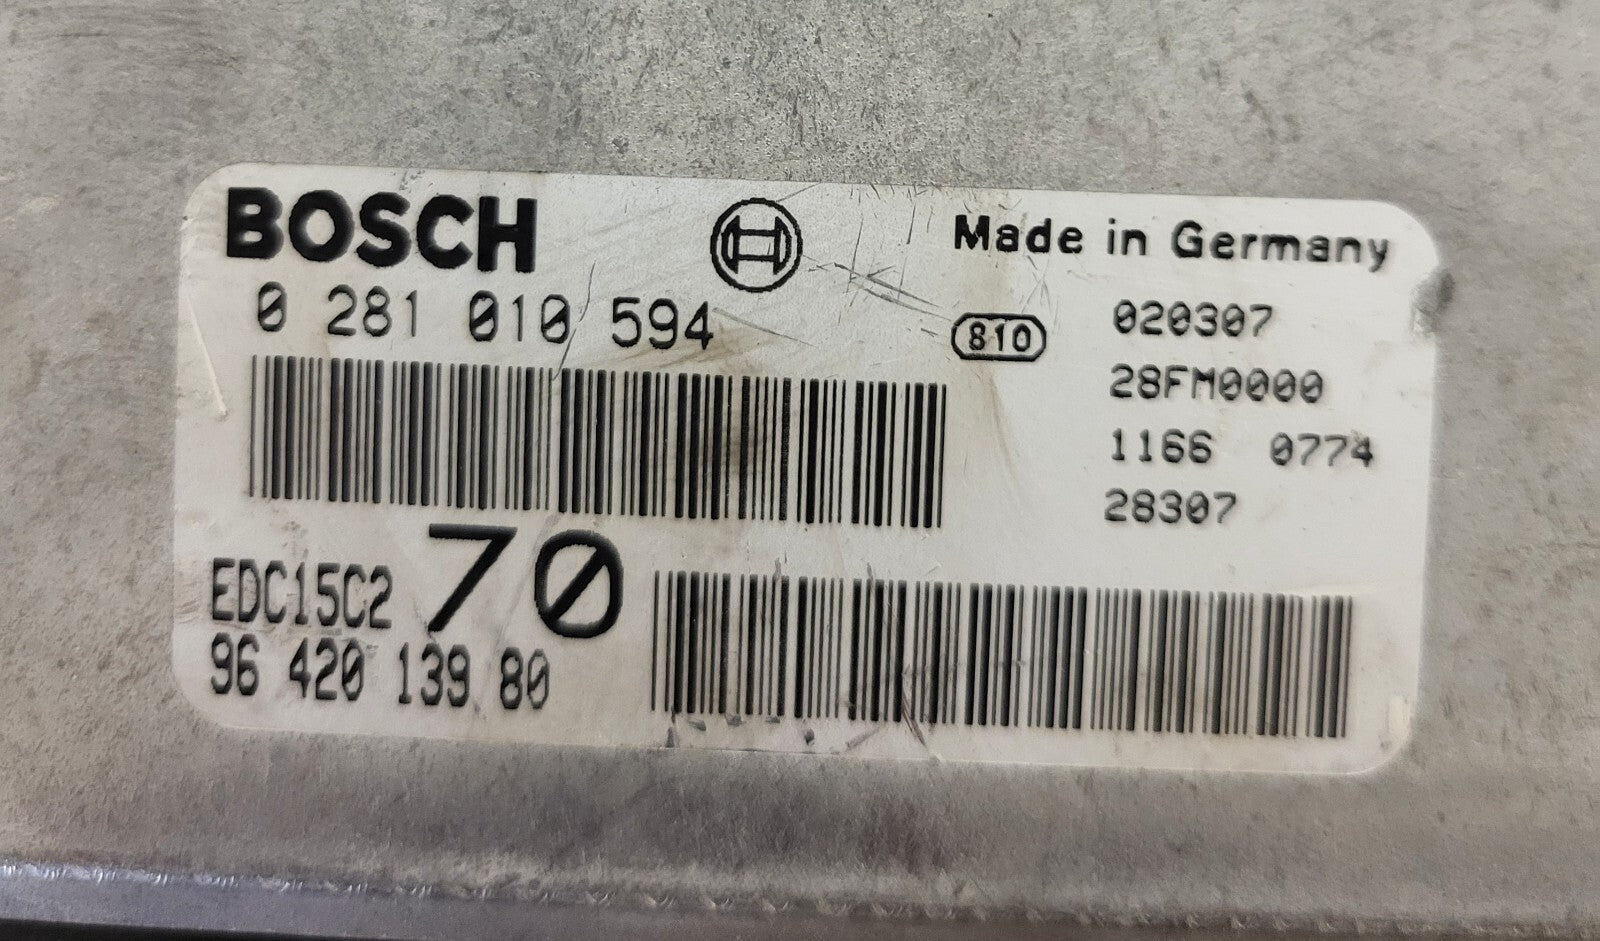 BOSCH
Made in Germany
0 281 010 594
810
020307
28FM0000
1166 0774
28307
EDC15C2
70
96 420 139 80